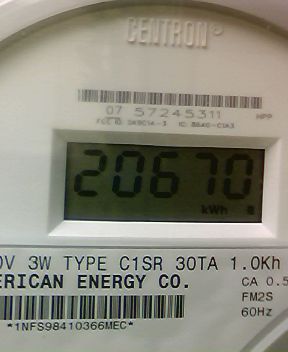 CENTRON®
07 57245311 HPP
20670
kWh
0V 3W TYPE C1SR 30TA 1.0Kh
ERICAN ENERGY CO. CA 0.5
FM2S
60Hz
*1NFS98410366MEC*